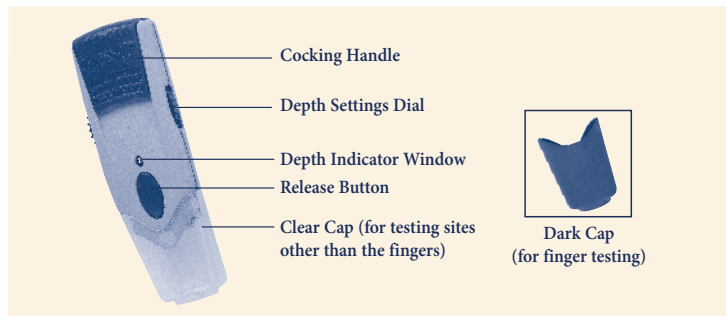 Cocking Handle
Depth Settings Dial
Depth Indicator Window
Release Button
Clear Cap (for testing sites
other than the fingers)
Dark Cap
(for finger testing)